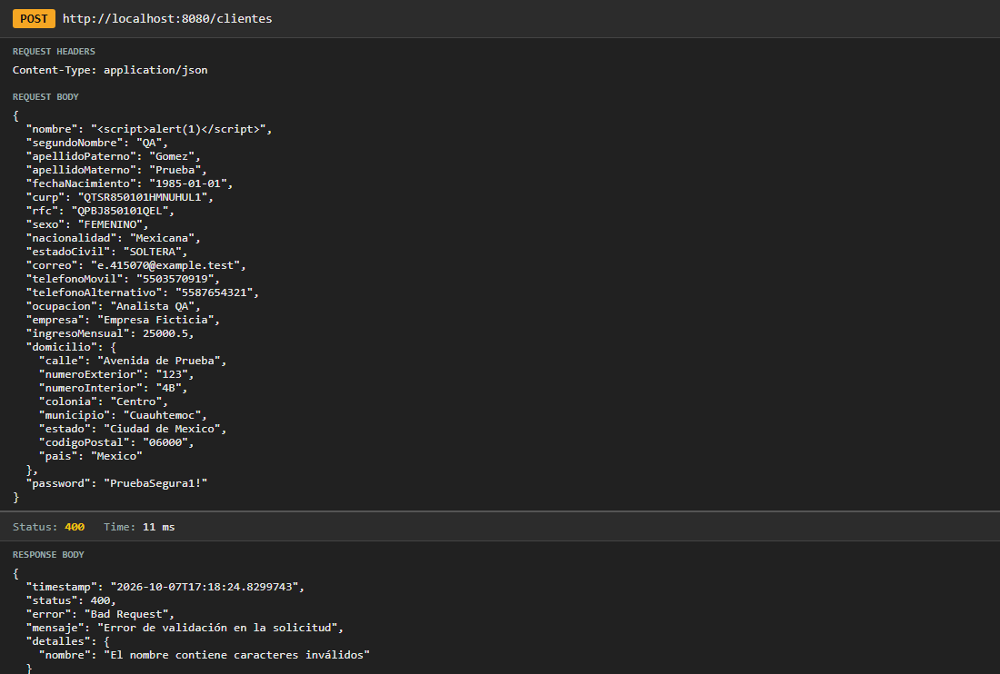 POST http://localhost:8080/clientes
REQUEST HEADERS
Content-Type: application/json
REQUEST BODY
{
  "nombre": "<script>alert(1)</script>",
  "segundoNombre": "QA",
  "apellidoPaterno": "Gomez",
  "apellidoMaterno": "Prueba",
  "fechaNacimiento": "1985-01-01",
  "curp": "QTSR850101HMNUHUL1",
  "rfc": "QPBJ850101QEL",
  "sexo": "FEMENINO",
  "nacionalidad": "Mexicana",
  "estadoCivil": "SOLTERA",
  "correo": "e.415070@example.test",
  "telefonoMovil": "5503570919",
  "telefonoAlternativo": "5587654321",
  "ocupacion": "Analista QA",
  "empresa": "Empresa Ficticia",
  "ingresoMensual": 25000.5,
  "domicilio": {
    "calle": "Avenida de Prueba",
    "numeroExterior": "123",
    "numeroInterior": "4B",
    "colonia": "Centro",
    "municipio": "Cuauhtemoc",
    "estado": "Ciudad de Mexico",
    "codigoPostal": "06000",
    "pais": "Mexico"
  },
  "password": "PruebaSegura1!"
}
Status: 400 Time: 11 ms
RESPONSE BODY
{
  "timestamp": "2026-10-07T17:18:24.8299743",
  "status": 400,
  "error": "Bad Request",
  "mensaje": "Error de validación en la solicitud",
  "detalles": {
    "nombre": "El nombre contiene caracteres inválidos"
  }